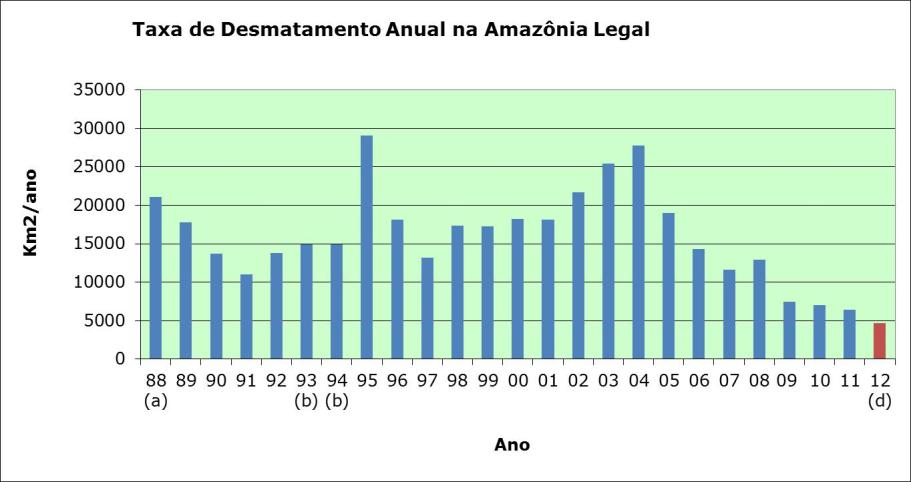 Taxa de Desmatamento Anual na Amazônia Legal
35000
30000
25000
20000
15000
10000
5000
0
Km2/ano
88 89 90 91 92 93 94 95 96 97 98 99 00 01 02 03 04 05 06 07 08 09 10 11 12
(a) (b) (b) (d)
Ano